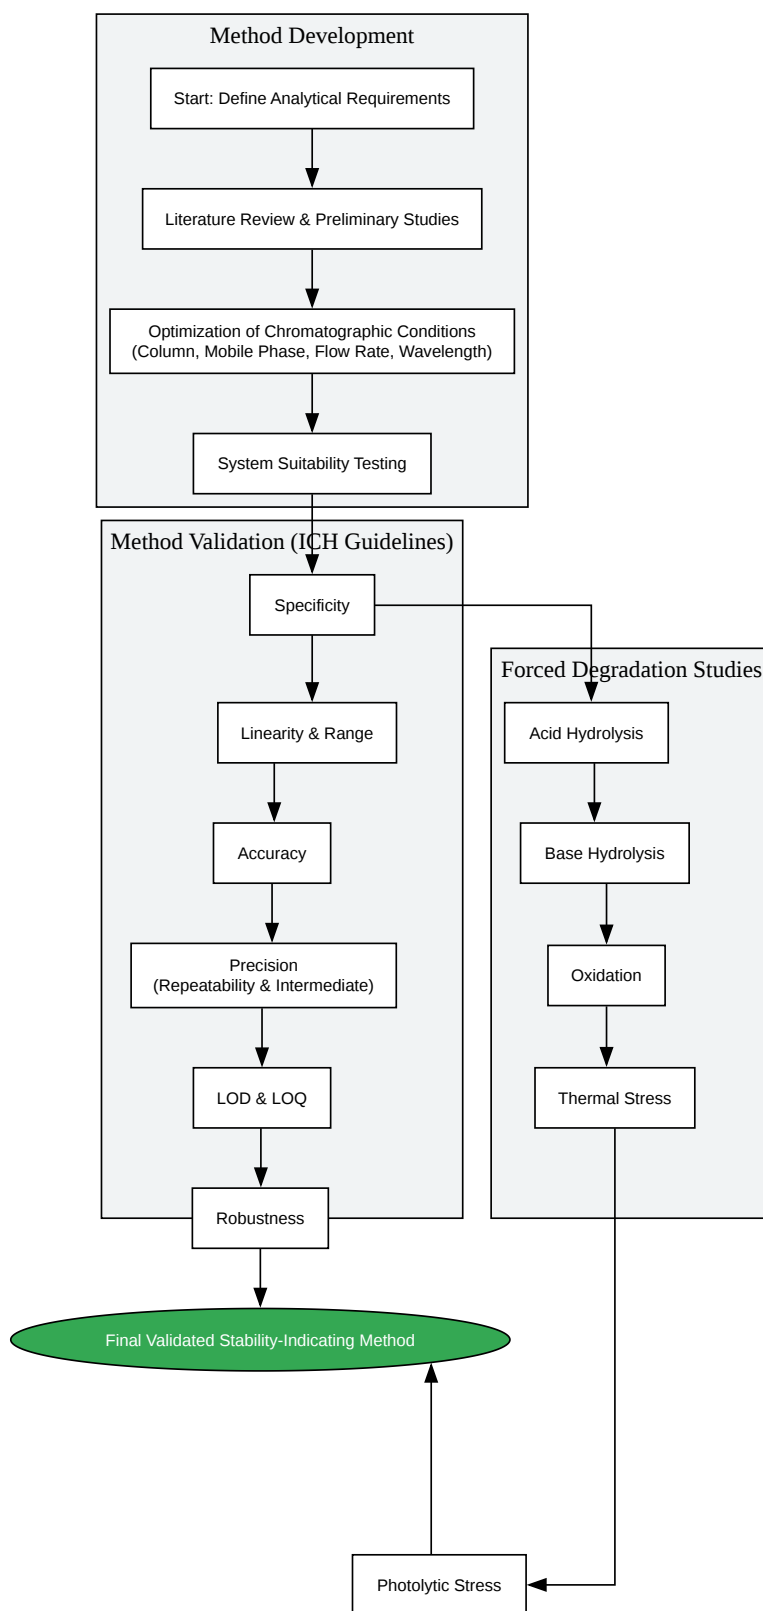 Method Development
Start: Define Analytical Requirements
Literature Review & Preliminary Studies
Optimization of Chromatographic Conditions
(Column, Mobile Phase, Flow Rate, Wavelength)
System Suitability Testing
Method Validation (ICH Guidelines)
Specificity
Linearity & Range
Accuracy
Precision
(Repeatability & Intermediate)
LOD & LOQ
Robustness
Forced Degradation Studies
Acid Hydrolysis
Base Hydrolysis
Oxidation
Thermal Stress
Final Validated Stability-Indicating Method
Photolytic Stress